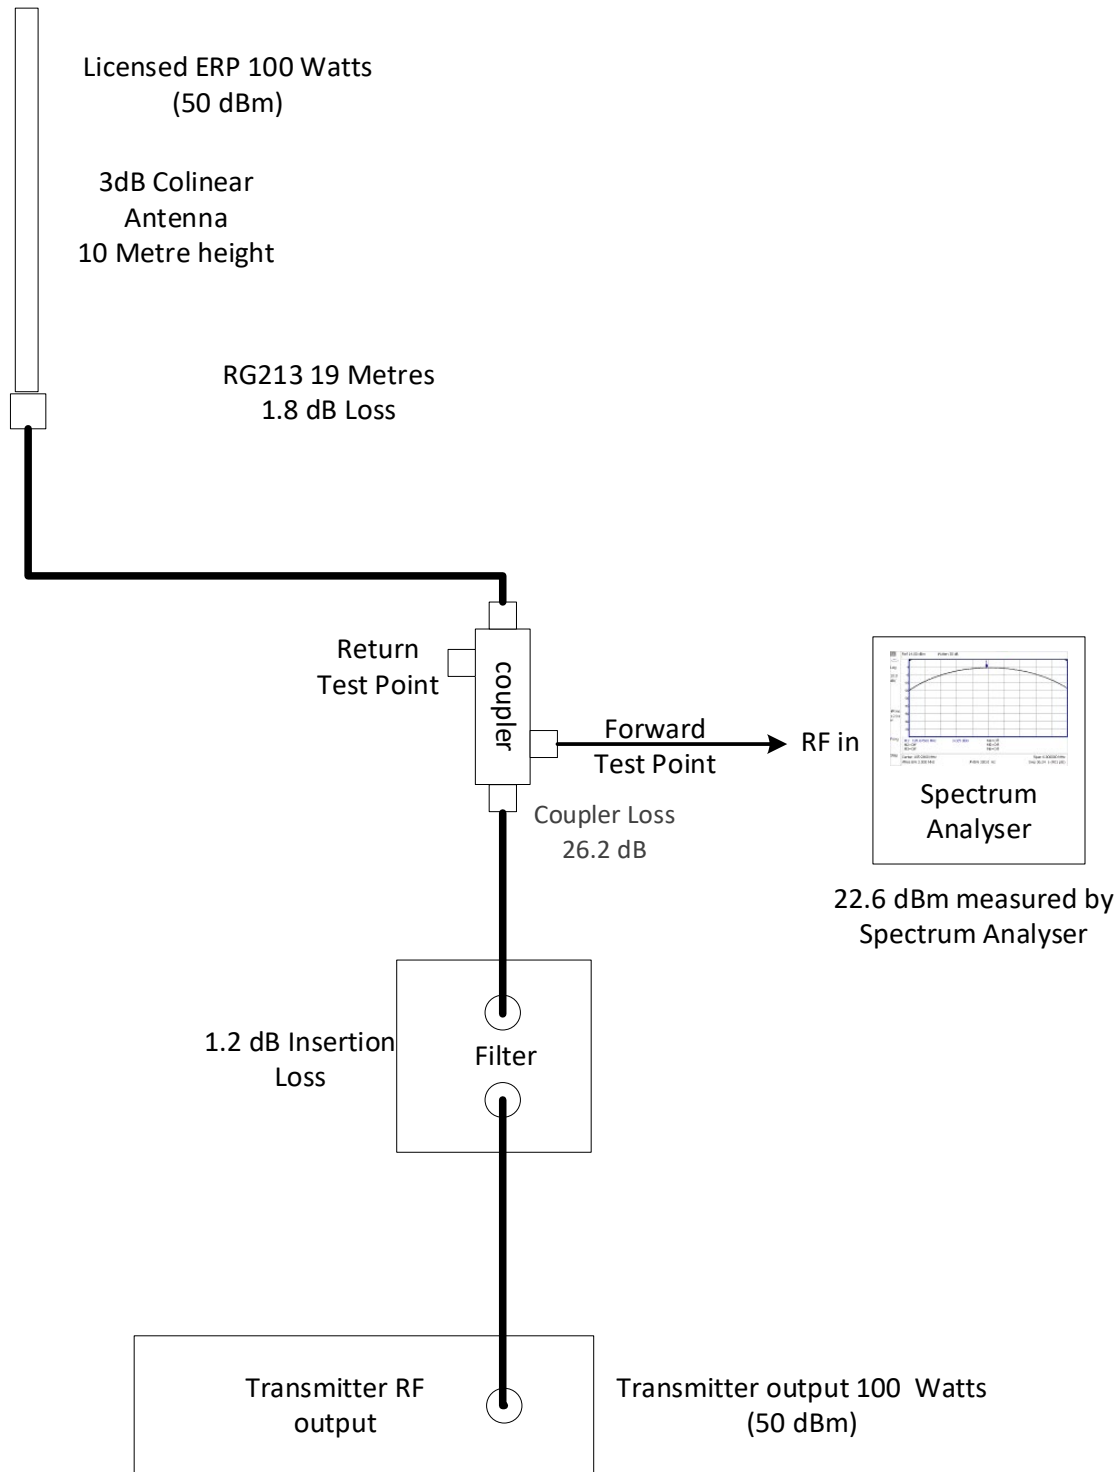 Licensed ERP 100 Watts
(50 dBm)
3dB Colinear
Antenna
10 Metre height
RG213 19 Metres
1.8 dB Loss
Return
Test Point
coupler
Forward
Test Point
RF in
Spectrum
Analyser
Coupler Loss
26.2 dB
22.6 dBm measured by
Spectrum Analyser
1.2 dB Insertion
Loss
Filter
Transmitter RF
output
Transmitter output 100 Watts
(50 dBm)